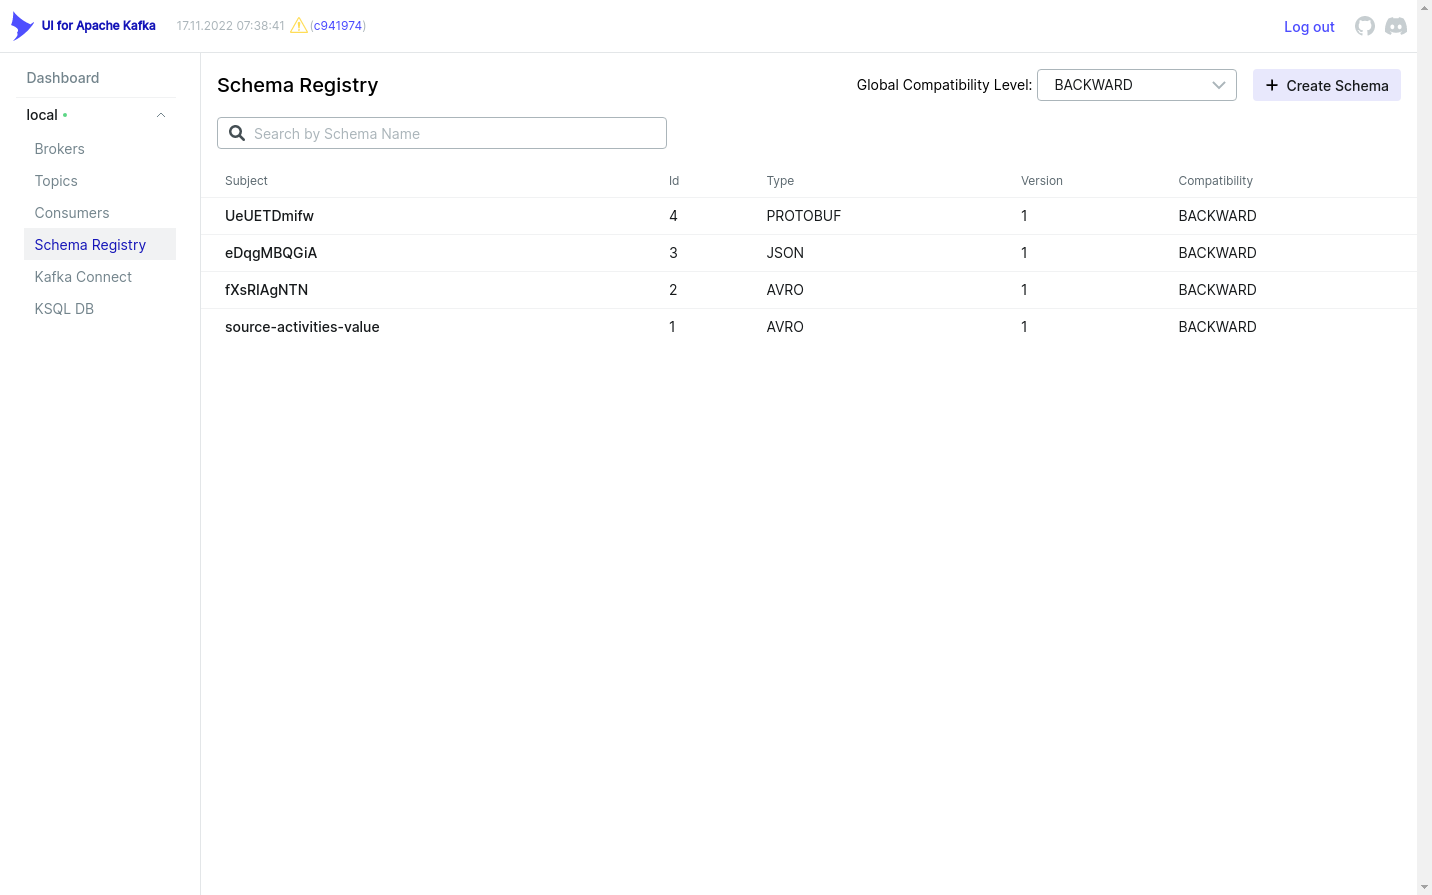 UI for Apache Kafka 17.11.2022 07:38:41 (c941974) Log out
Dashboard
local
Brokers
Topics
Consumers
Schema Registry
Kafka Connect
KSQL DB
Schema Registry Global Compatibility Level: BACKWARD Create Schema
Search by Schema Name
Subject Id Type Version Compatibility
UeUETDmifw 4 PROTOBUF 1 BACKWARD
eDqgMBQGiA 3 JSON 1 BACKWARD
fXsRIAgNTN 2 AVRO 1 BACKWARD
source-activities-value 1 AVRO 1 BACKWARD